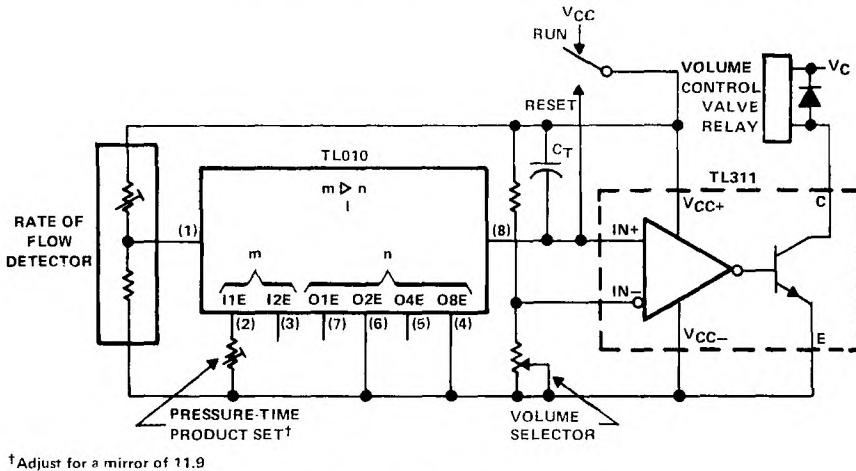 VCC
RUN
RESET
CT
VOLUME
CONTROL
VALVE
RELAY
VC
TL010
m ▷ n
I
TL311
VCC+
C
RATE OF
FLOW
DETECTOR
(1)
(8)
IN+
m
n
I1E
I2E
O1E
O2E
O4E
O8E
IN–
(2)
(3)
(7)
(6)
(5)
(4)
VCC–
E
PRESSURE-TIME
PRODUCT SET†
VOLUME
SELECTOR
†Adjust for a mirror of 11.9